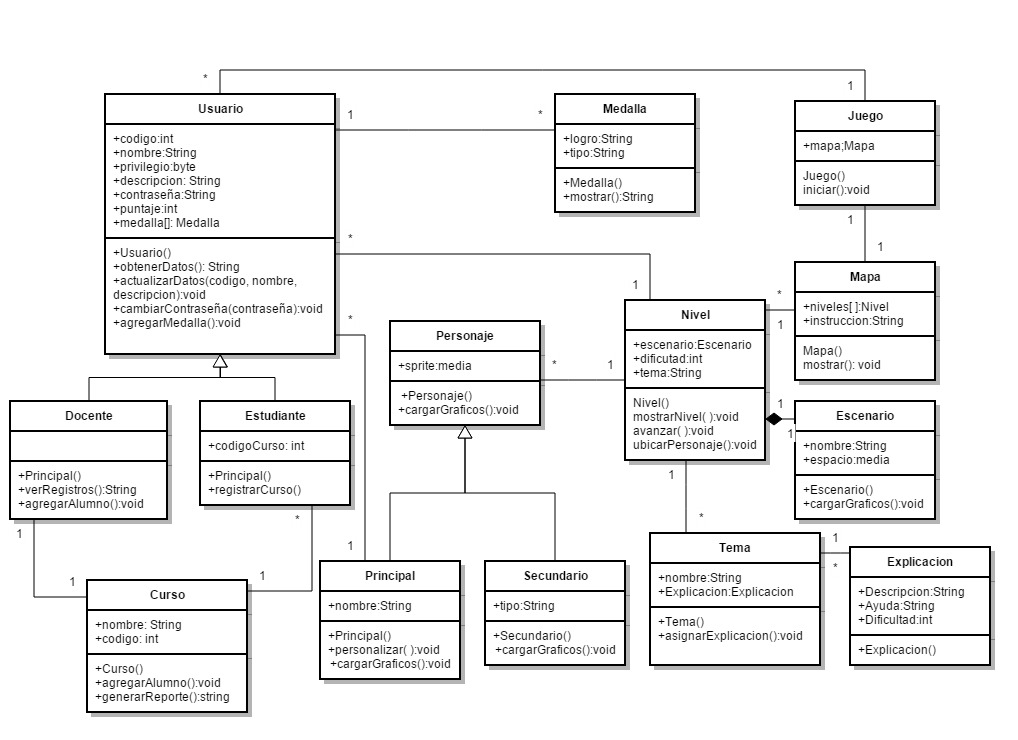 *
1
Usuario
+codigo:int
+nombre:String
+privilegio:byte
+descripcion: String
+contraseña:String
+puntaje:int
+medalla[]: Medalla
+Usuario()
+obtenerDatos(): String
+actualizarDatos(codigo, nombre,
descripcion):void
+cambiarContraseña(contraseña):void
+agregarMedalla():void
1
*
Medalla
+logro:String
+tipo:String
+Medalla()
+mostrar():String
Juego
+mapa;Mapa
Juego()
iniciar():void
1
1
*
1
Mapa
+niveles[ ]:Nivel
+instruccion:String
Mapa()
mostrar(): void
*
1
Nivel
+escenario:Escenario
+dificutad:int
+tema:String
Nivel()
mostrarNivel( ):void
avanzar( ):void
ubicarPersonaje():void
*
1
Personaje
+sprite:media
+Personaje()
+cargarGraficos():void
*
1
1
1
Escenario
+nombre:String
+espacio:media
+Escenario()
+cargarGraficos():void
Docente
+Principal()
+verRegistros():String
+agregarAlumno():void
Estudiante
+codigoCurso: int
+Principal()
+registrarCurso()
1
1
*
1
Curso
+nombre: String
+codigo: int
+Curso()
+agregarAlumno():void
+generarReporte():string
Principal
+nombre:String
+Principal()
+personalizar( ):void
+cargarGraficos():void
Secundario
+tipo:String
+Secundario()
+cargarGraficos():void
1
*
Tema
+nombre:String
+Explicacion:Explicacion
+Tema()
+asignarExplicacion():void
1
*
Explicacion
+Descripcion:String
+Ayuda:String
+Dificultad:int
+Explicacion()